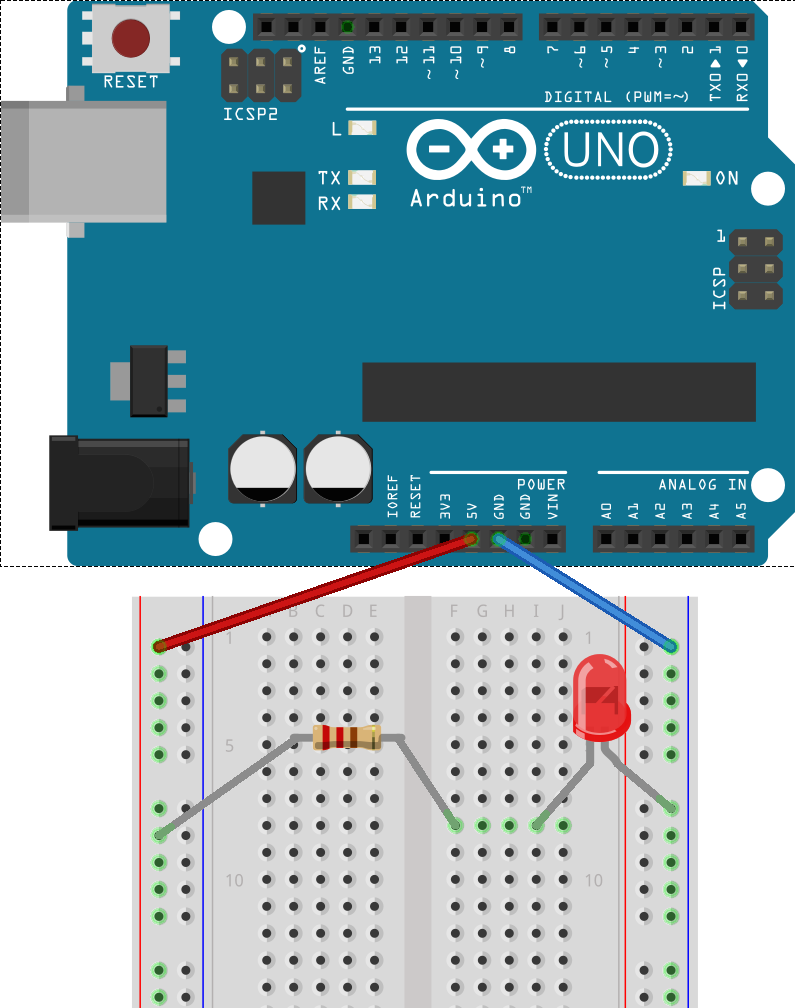 RESET
ICSP2
AREF
GND
13
12
~11
~10
~9
8
7
~6
~5
4
~3
2
TX0▶1
RX0◀0
DIGITAL (PWM=~)
L
TX
RX
Arduino™
UNO
ON
1
ICSP
IOREF
RESET
3V3
5V
GND
GND
VIN
POWER
ANALOG IN
A0
A1
A2
A3
A4
A5
B C D E F G H I J
1 1
5
10 10